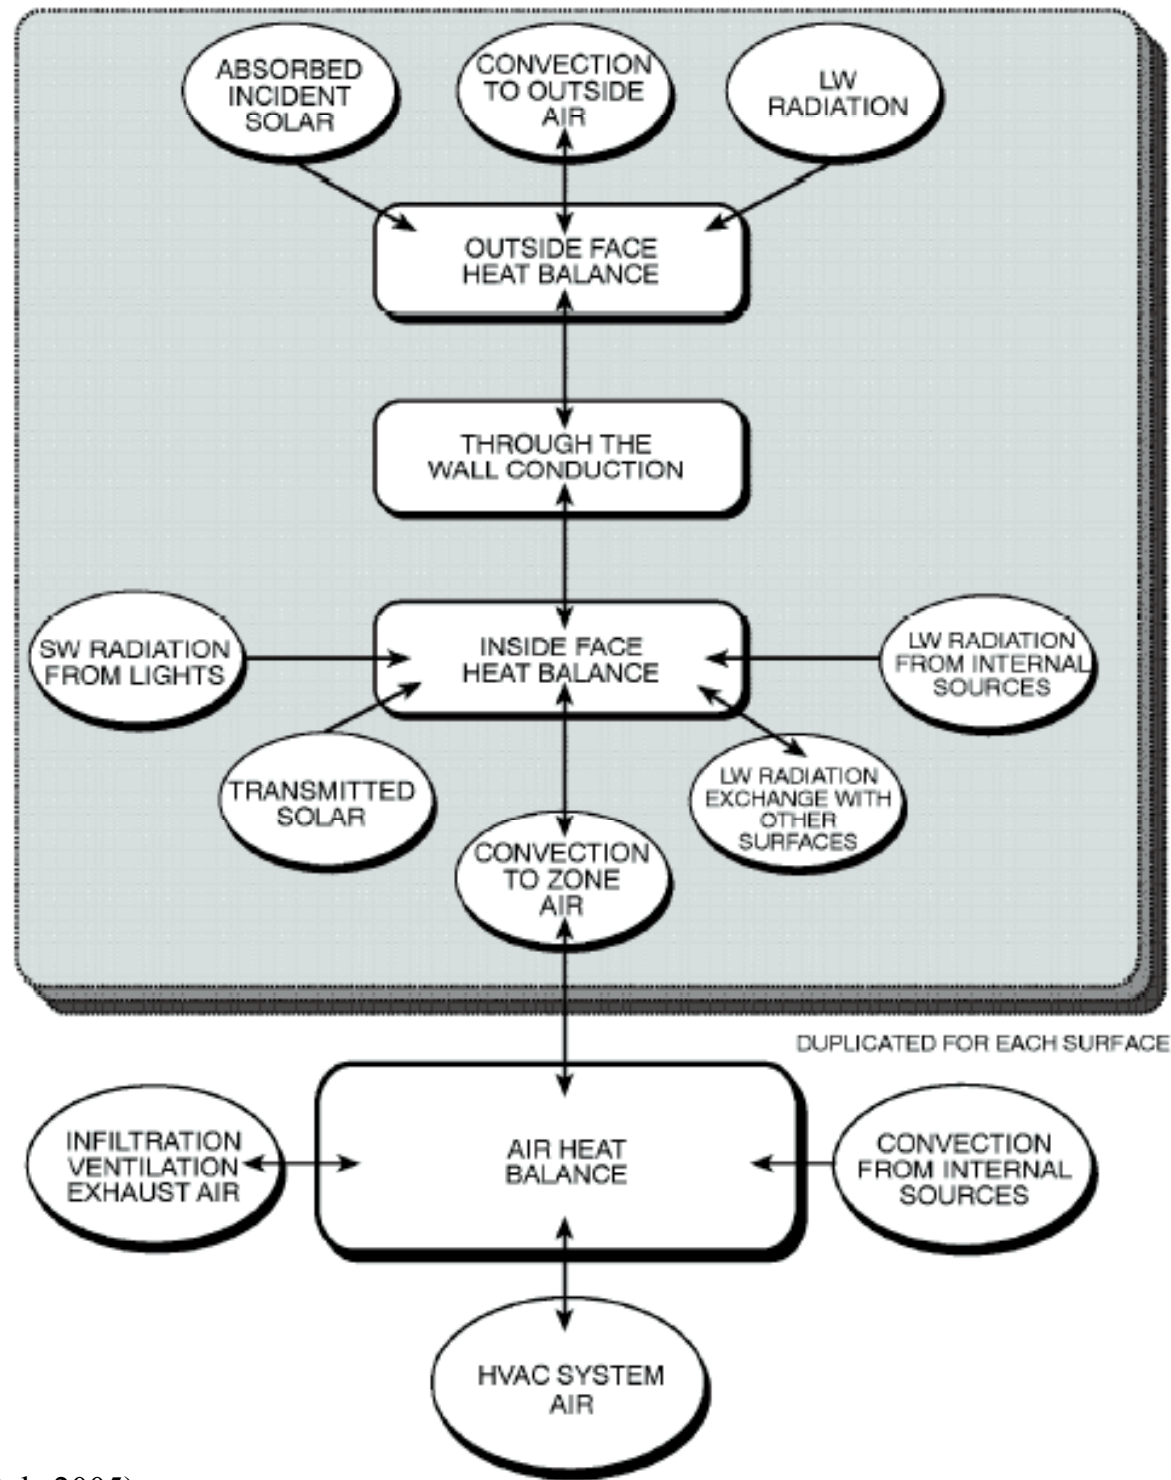 ABSORBED
INCIDENT
SOLAR
CONVECTION
TO OUTSIDE
AIR
LW
RADIATION
OUTSIDE FACE
HEAT BALANCE
THROUGH THE
WALL CONDUCTION
SW RADIATION
FROM LIGHTS
INSIDE FACE
HEAT BALANCE
LW RADIATION
FROM INTERNAL
SOURCES
TRANSMITTED
SOLAR
LW RADIATION
EXCHANGE WITH
OTHER
SURFACES
CONVECTION
TO ZONE
AIR
DUPLICATED FOR EACH SURFACE
INFILTRATION
VENTILATION
EXHAUST AIR
AIR HEAT
BALANCE
CONVECTION
FROM INTERNAL
SOURCES
HVAC SYSTEM
AIR
2005)